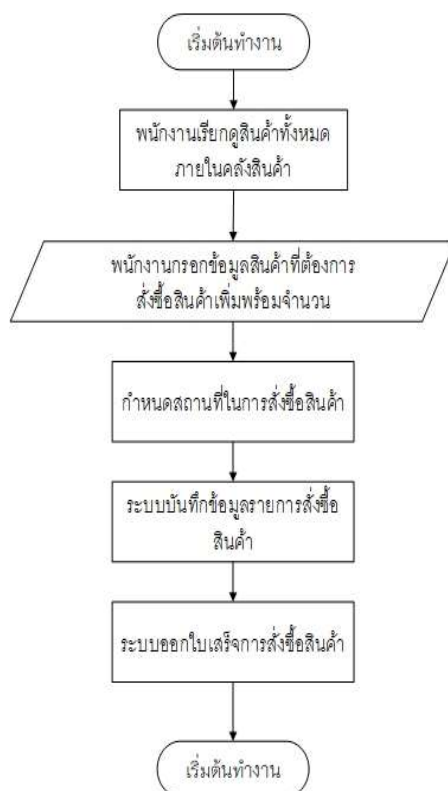 เริ่มต้นทำงาน
พนักงานเรียกดูสินค้าทั้งหมด
ภายในคลังสินค้า
พนักงานกรอกข้อมูลสินค้าที่ต้องการ
สั่งซื้อสินค้าเพิ่มพร้อมจำนวน
กำหนดสถานที่ในการสั่งซื้อสินค้า
ระบบบันทึกข้อมูลรายการสั่งซื้อ
สินค้า
ระบบออกใบเสร็จการสั่งซื้อสินค้า
เริ่มต้นทำงาน